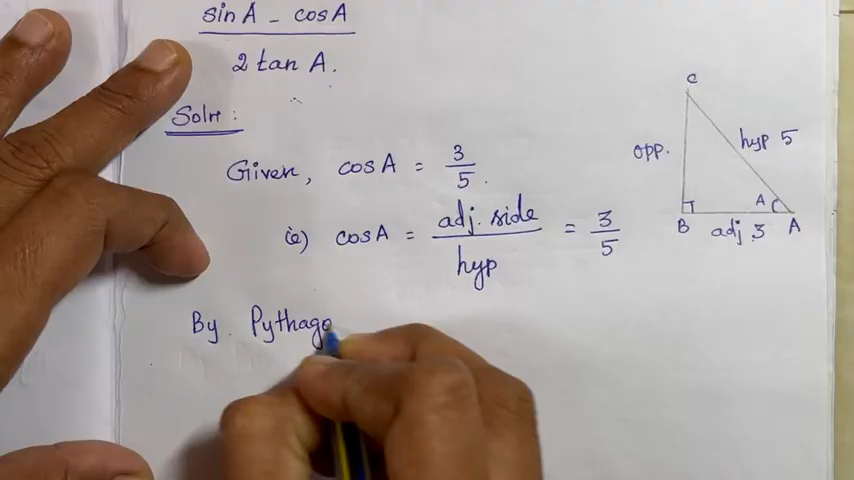 sin A - cos A
2 tan A.
Soln:
Given, cos A = 3/5.
(ie) cos A = adj. side / hyp = 3/5
By. Pythago
C
opp.
hyp 5
A
B
adj 3
A